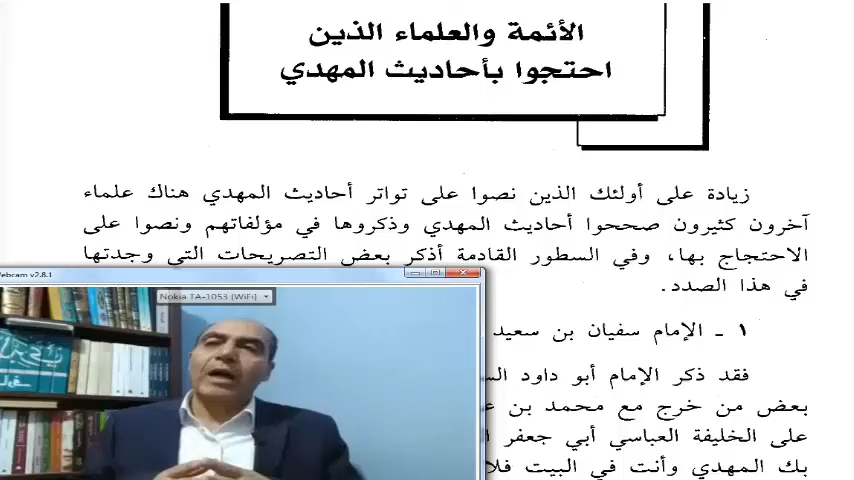 الأئمة والعلماء الذين
احتجوا بأحاديث المهدي
زيادة على أولئك الذين نصوا على تواتر أحاديث المهدي هناك علماء
آخرون كثيرون صححوا أحاديث المهدي وذكروها في مؤلفاتهم ونصوا على
الاحتجاج بها، وفي السطور القادمة أذكر بعض التصريحات التي وجدتها
في هذا الصدد.
ebcam v2.8.1
Nokia TA-1053 (WiFi)
١ ـ الإمام سفيان بن سعيد
فقد ذكر الإمام أبو داود
بعض من خرج مع محمد بن
على الخليفة العباسي أبي جعفر
بك المهدي وأنت في البيت فلا